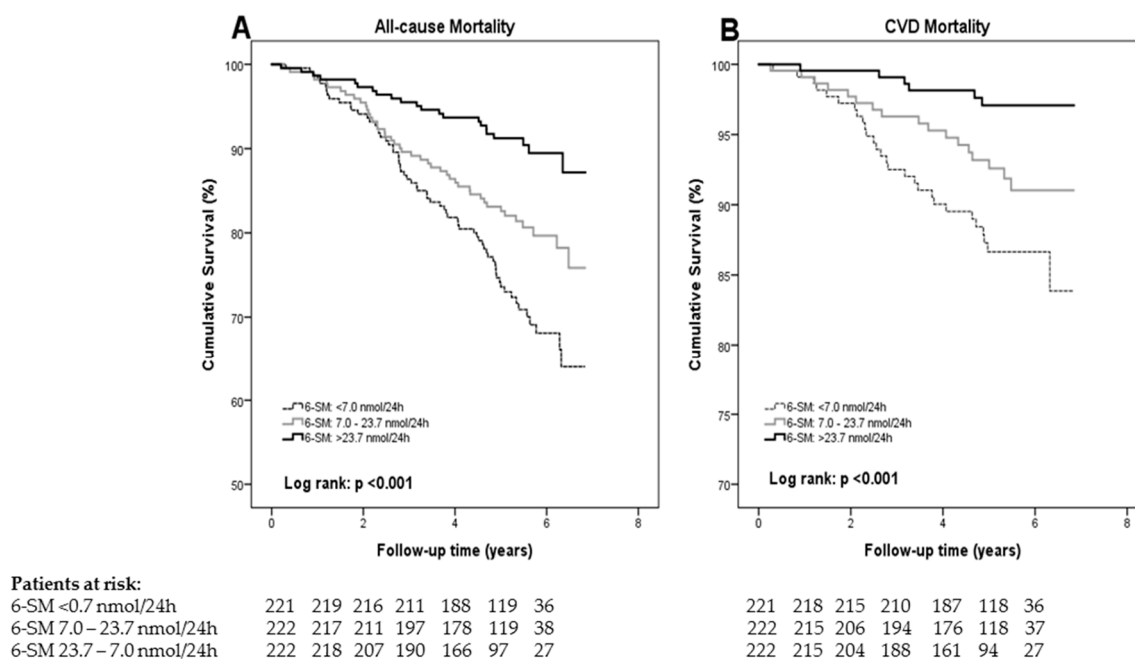 A All-cause Mortality
B CVD Mortality
Cumulative Survival (%)
100
90
80
70
60
50
6-SM: <7.0 nmol/24h
6-SM: 7.0 - 23.7 nmol/24h
6-SM: >23.7 nmol/24h
Log rank: p <0.001
0 2 4 6 8
Follow-up time (years)
Cumulative Survival (%)
100
95
90
85
80
75
70
6-SM: <7.0 nmol/24h
6-SM: 7.0 - 23.7 nmol/24h
6-SM: >23.7 nmol/24h
Log rank: p <0.001
0 2 4 6 8
Follow-up time (years)
Patients at risk:
6-SM <0.7 nmol/24h 221 219 216 211 188 119 36 221 218 215 210 187 118 36
6-SM 7.0 – 23.7 nmol/24h 222 217 211 197 178 119 38 222 215 206 194 176 118 37
6-SM 23.7 – 7.0 nmol/24h 222 218 207 190 166 97 27 222 215 204 188 161 94 27